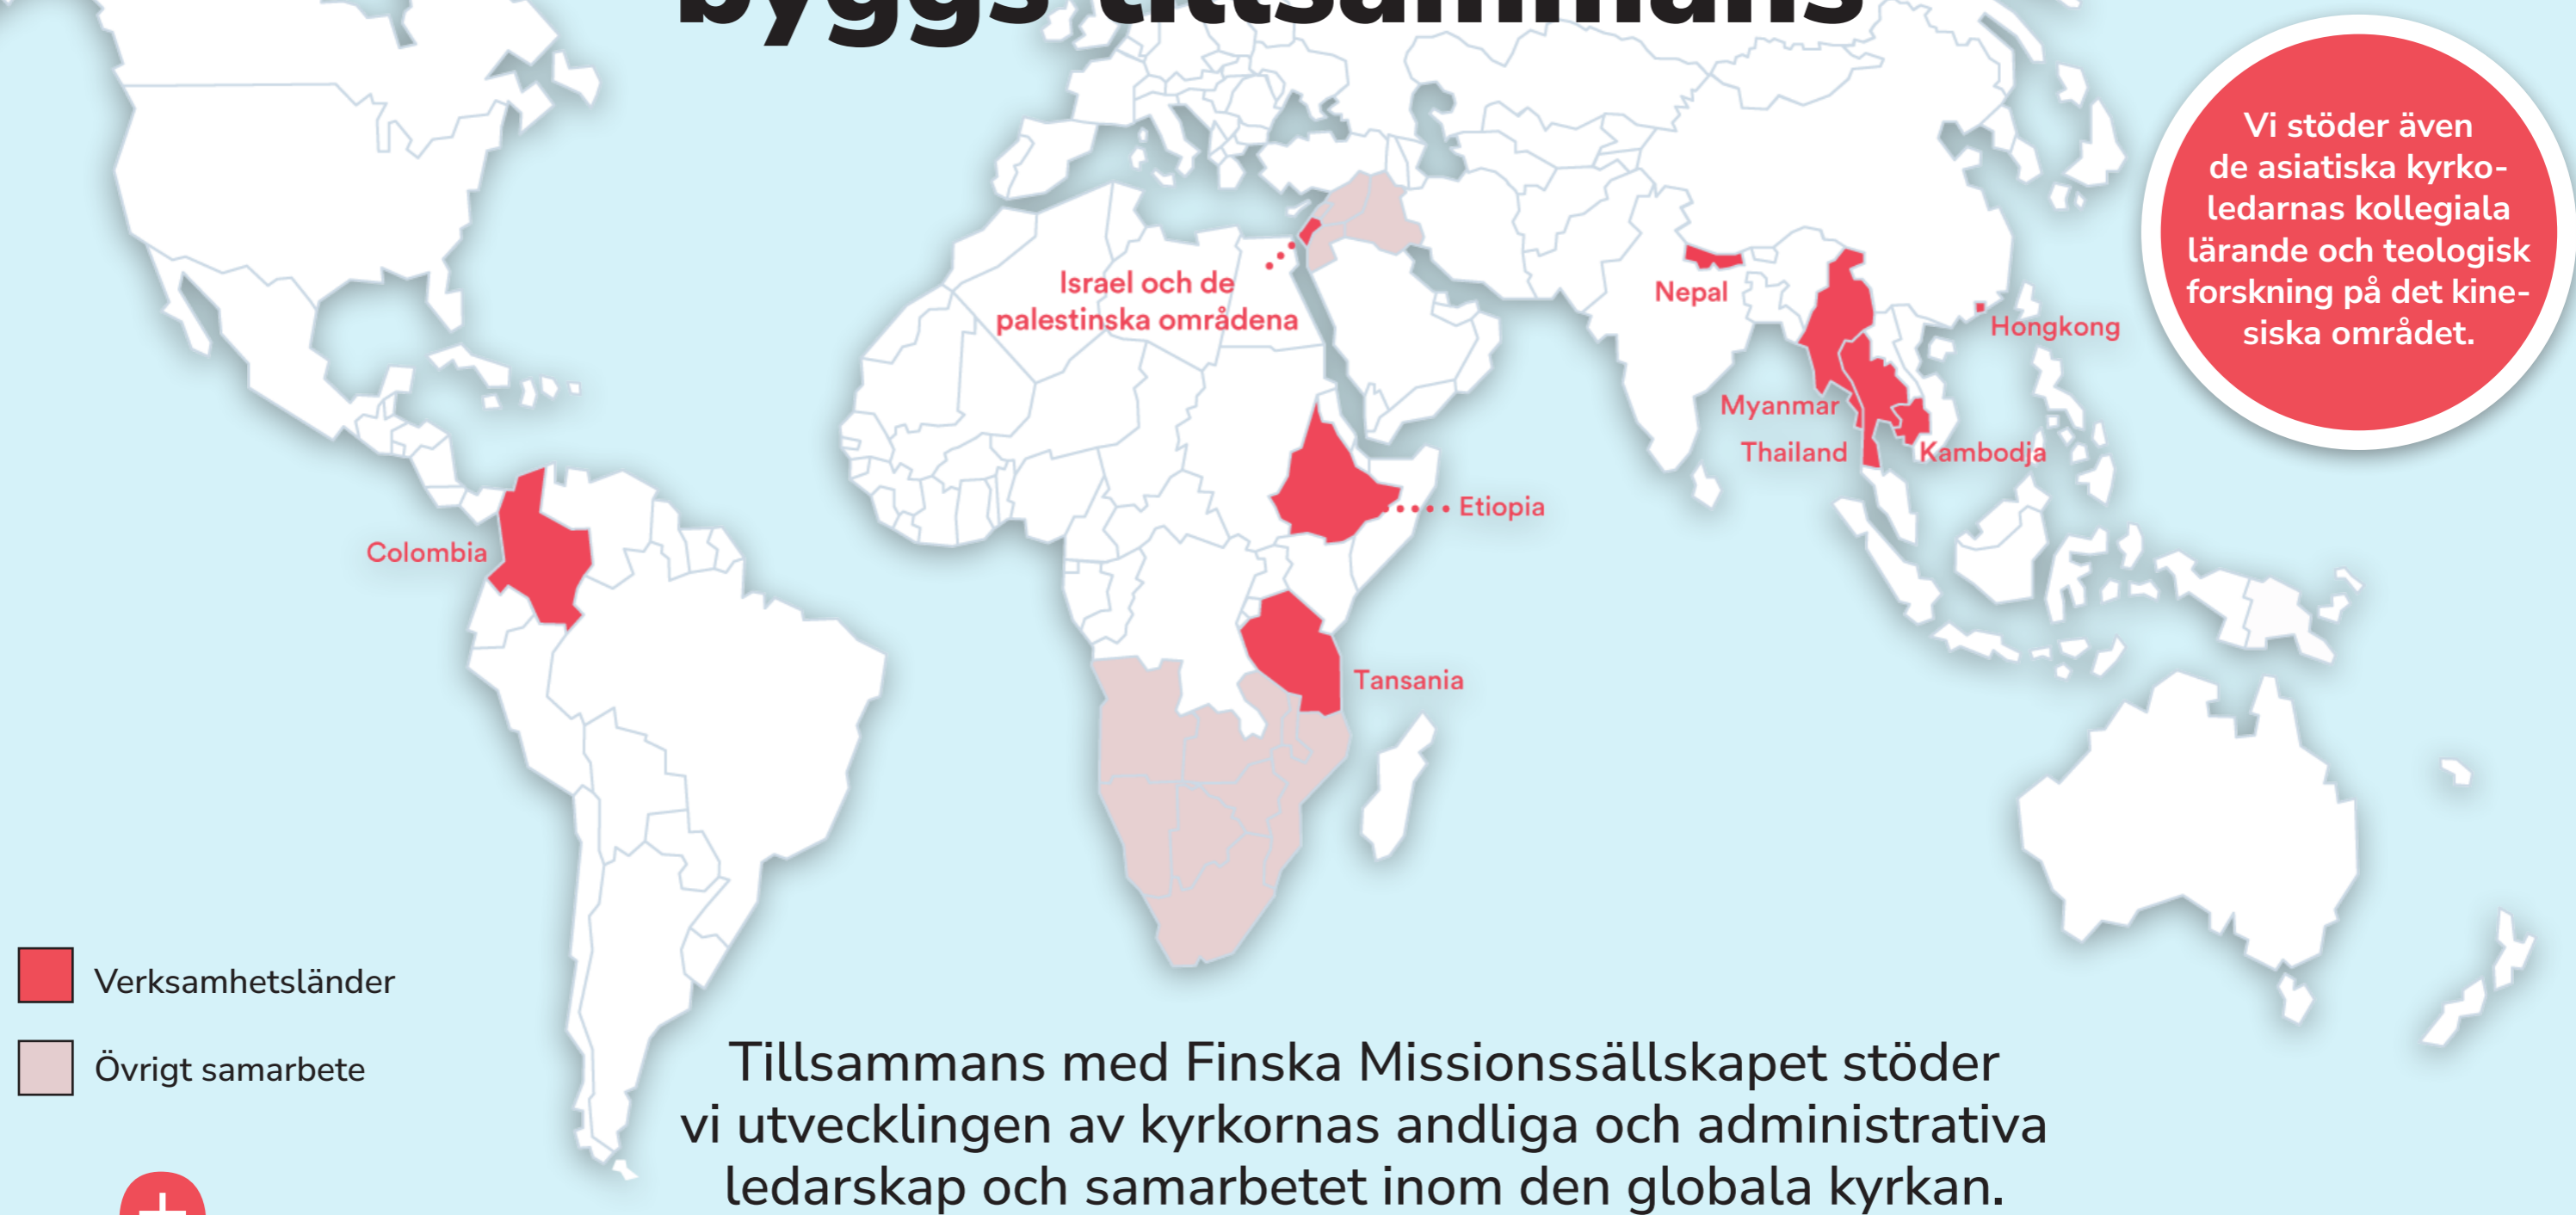 byggs tillsammans
Vi stöder även
de asiatiska kyrko-
ledarnas kollegiala
lärande och teologisk
forskning på det kine-
siska området.
Israel och de
palestinska områdena
Nepal
Hongkong
Myanmar
Thailand
Kambodja
Etiopia
Colombia
Tansania
Verksamhetsländer
Övrigt samarbete
Tillsammans med Finska Missionssällskapet stöder
vi utvecklingen av kyrkornas andliga och administrativa
ledarskap och samarbetet inom den globala kyrkan.